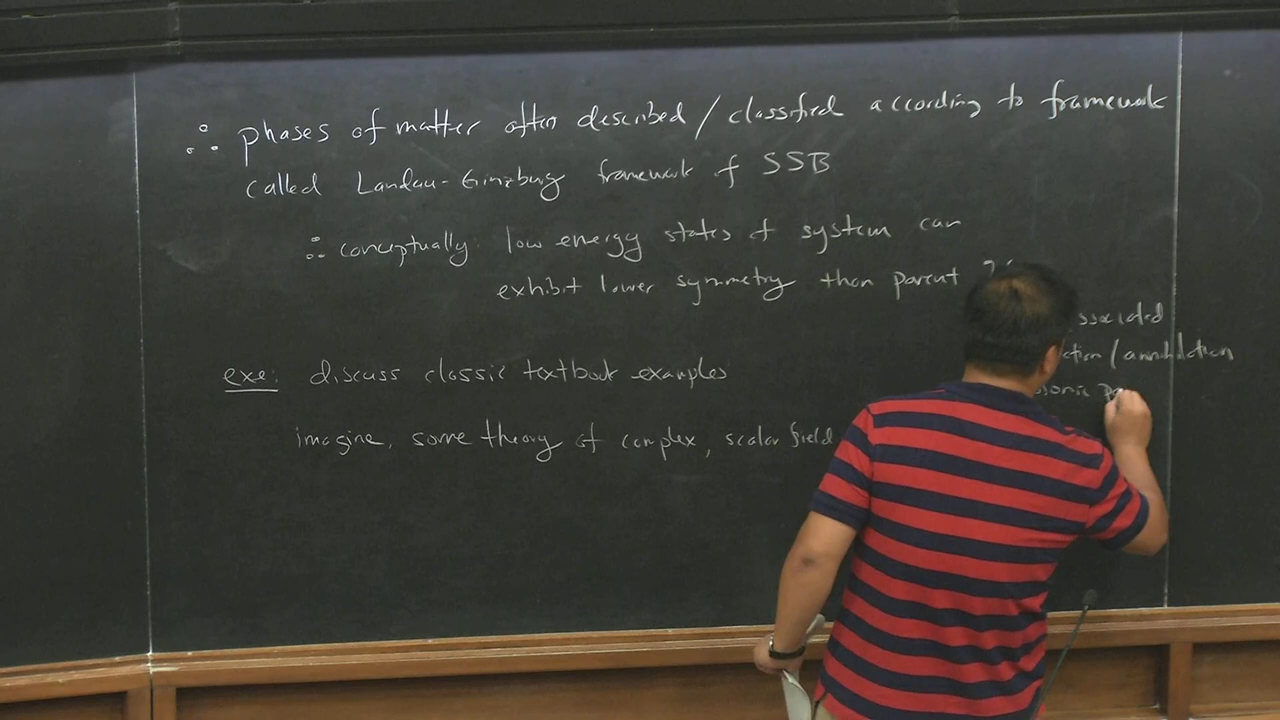 ∴ phases of matter often described / classified according to framework
called Landau-Ginzburg framework of SSB
∴ conceptually: low energy states of system can
exhibit lower symmetry than parent
exe: discuss classic textbook examples
imagine, some theory of complex, scalar field
ssociated
ction / annihilation